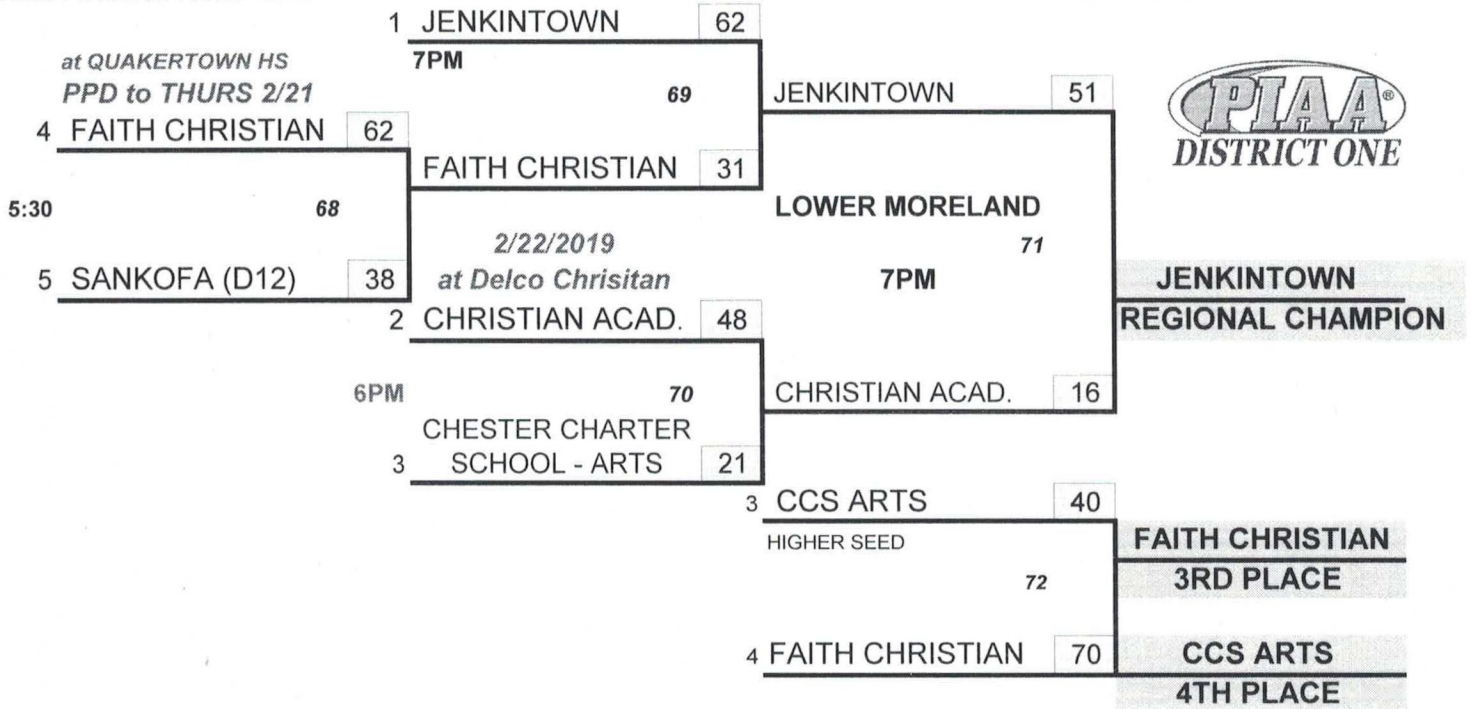 1 JENKINTOWN 62
at QUAKERTOWN HS
7PM
PPD to THURS 2/21
69
JENKINTOWN 51
PIAA®
DISTRICT ONE
4 FAITH CHRISTIAN 62
FAITH CHRISTIAN 31
5:30
68
LOWER MORELAND
2/22/2019
71
5 SANKOFA (D12) 38
at Delco Chrisitan
7PM
JENKINTOWN
2 CHRISTIAN ACAD. 48
REGIONAL CHAMPION
6PM
70
CHRISTIAN ACAD. 16
CHESTER CHARTER
3 SCHOOL - ARTS 21
3 CCS ARTS 40
HIGHER SEED
FAITH CHRISTIAN
3RD PLACE
72
4 FAITH CHRISTIAN 70
CCS ARTS
4TH PLACE